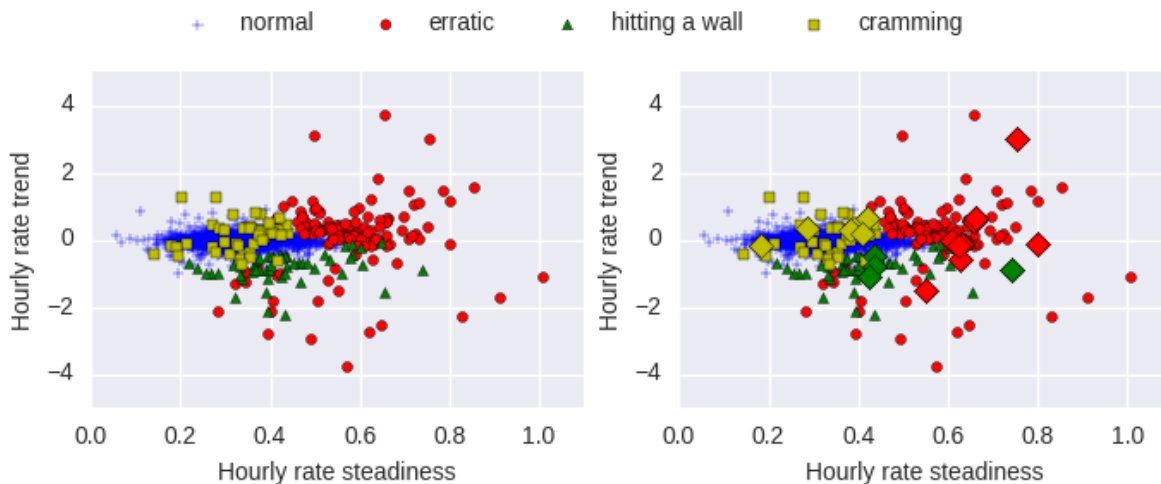 normal erratic hitting a wall cramming
4
2
0
−2
−4
Hourly rate trend
0.0 0.2 0.4 0.6 0.8 1.0
Hourly rate steadiness
4
2
0
−2
−4
Hourly rate trend
0.0 0.2 0.4 0.6 0.8 1.0
Hourly rate steadiness